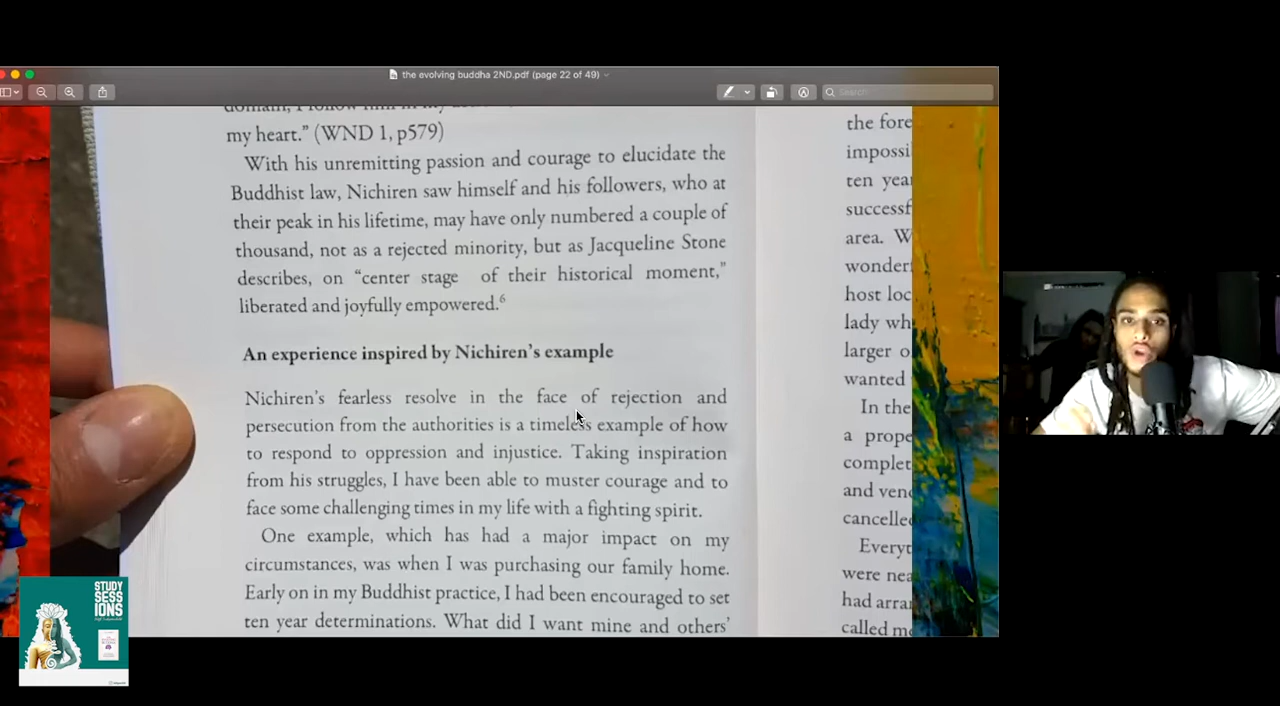 the evolving buddha 2ND.pdf (page 22 of 49)
Search
my heart.” (WND 1, p579)
With his unremitting passion and courage to elucidate the
Buddhist law, Nichiren saw himself and his followers, who at
their peak in his lifetime, may have only numbered a couple of
thousand, not as a rejected minority, but as Jacqueline Stone
describes, on “center stage of their historical moment,”
liberated and joyfully empowered.6
An experience inspired by Nichiren’s example
Nichiren’s fearless resolve in the face of rejection and
persecution from the authorities is a timeless example of how
to respond to oppression and injustice. Taking inspiration
from his struggles, I have been able to muster courage and to
face some challenging times in my life with a fighting spirit.
One example, which has had a major impact on my
circumstances, was when I was purchasing our family home.
Early on in my Buddhist practice, I had been encouraged to set
ten year determinations. What did I want mine and others’
the fore
impossi
ten yea
successf
area. W
wonder
host loc
lady wh
larger o
wanted
In the
a prope
complet
and ven
cancelle
Every
were nea
had arra
called m
STUDY
SESS
IONS